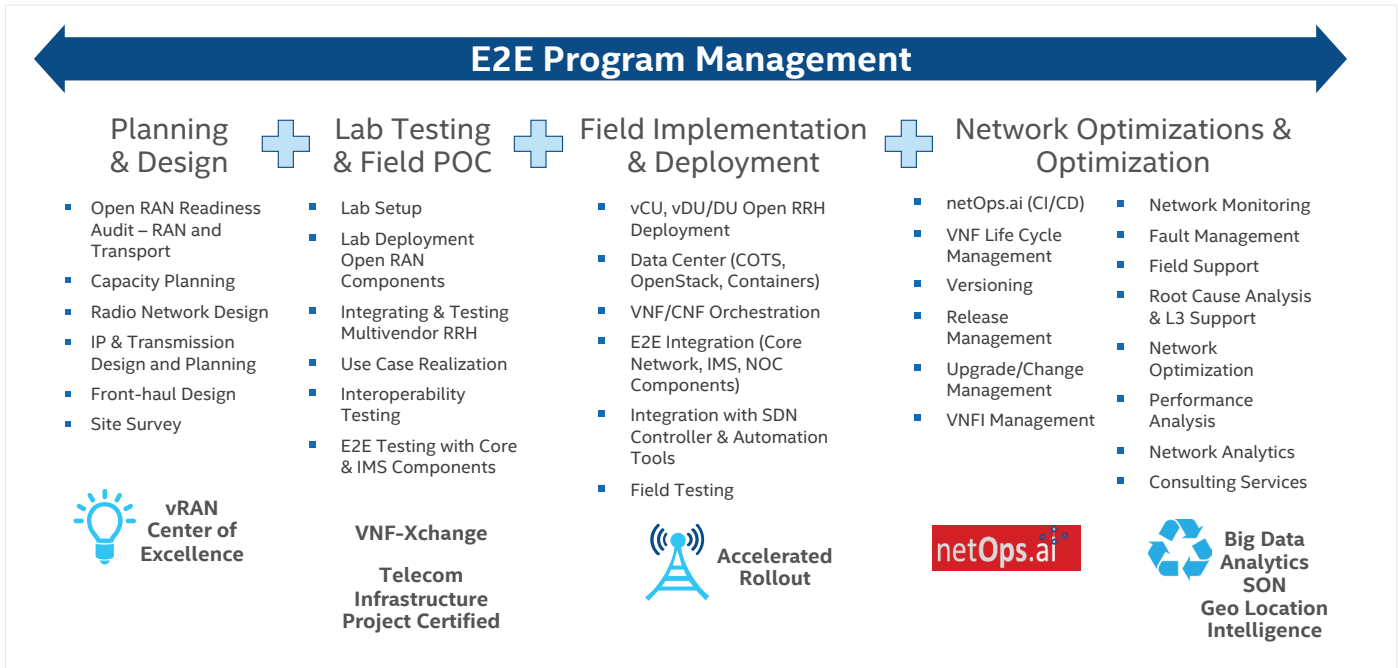 E2E Program Management
Planning
& Design
Lab Testing
& Field POC
Field Implementation
& Deployment
Network Optimizations &
Optimization
Open RAN Readiness
Audit – RAN and
Transport
Capacity Planning
Radio Network Design
IP & Transmission
Design and Planning
Front-haul Design
Site Survey
Lab Setup
Lab Deployment
Open RAN
Components
Integrating & Testing
Multivendor RRH
Use Case Realization
Interoperability
Testing
E2E Testing with Core
& IMS Components
vCU, vDU/DU Open RRH
Deployment
Data Center (COTS,
OpenStack, Containers)
VNF/CNF Orchestration
E2E Integration (Core
Network, IMS, NOC
Components)
Integration with SDN
Controller & Automation
Tools
Field Testing
netOps.ai (CI/CD)
VNF Life Cycle
Management
Versioning
Release
Management
Upgrade/Change
Management
VNFI Management
Network Monitoring
Fault Management
Field Support
Root Cause Analysis
& L3 Support
Network
Optimization
Performance
Analysis
Network Analytics
Consulting Services
vRAN
Center of
Excellence
VNF-Xchange
Telecom
Infrastructure
Project Certified
Accelerated
Rollout
netOps.ai
Big Data
Analytics
SON
Geo Location
Intelligence